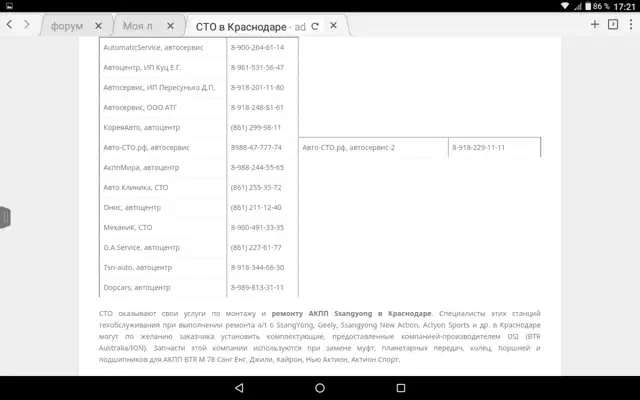 86 % 17:21
форум
Моя л
СТО в Краснодаре - ad
AutomaticService, автосервис 8-900-264-61-14
Автоцентр, ИП Куц Е.Г. 8-961-531-56-47
Автосервис, ИП Пересунько Д.П. 8-918-201-11-80
Автосервис, ООО АТГ 8-918-248-81-61
КореяАвто, автоцентр (861) 299-98-11
Авто-СТО.рф, автосервис 8988-47-777-74 Авто-СТО.рф, автосервис-2 8-918-229-11-11
АкппМира, автоцентр 8-988-244-55-65
Авто Клиника, СТО (861) 255-35-72
Онис, автоцентр (861) 211-12-40
МеханиК, СТО 8-960-491-33-35
G.A.Service, автоцентр (861) 227-61-77
Tsn-auto, автоцентр 8-918-344-66-30
Dopcars, автоцентр 8-989-813-31-11
СТО оказывают свои услуги по монтажу и ремонту АКПП Ssangyong в Краснодаре. Специалисты этих станций
техобслуживания при выполнении ремонта а/t 6 SsangYong, Geely, Ssangyong New Action, Actyon Sports и др. в Краснодаре
могут по желанию заказчика установить комплектующие, предоставленные компанией-производителем DSI (BTR
Australia/ION). Запчасти этой компании используются при замене муфт, планетарных передач, колец, поршней и
подшипников для АКПП BTR M 78 Санг Енг, Джили, Кайрон, Нью Актион, Актион Спорт.